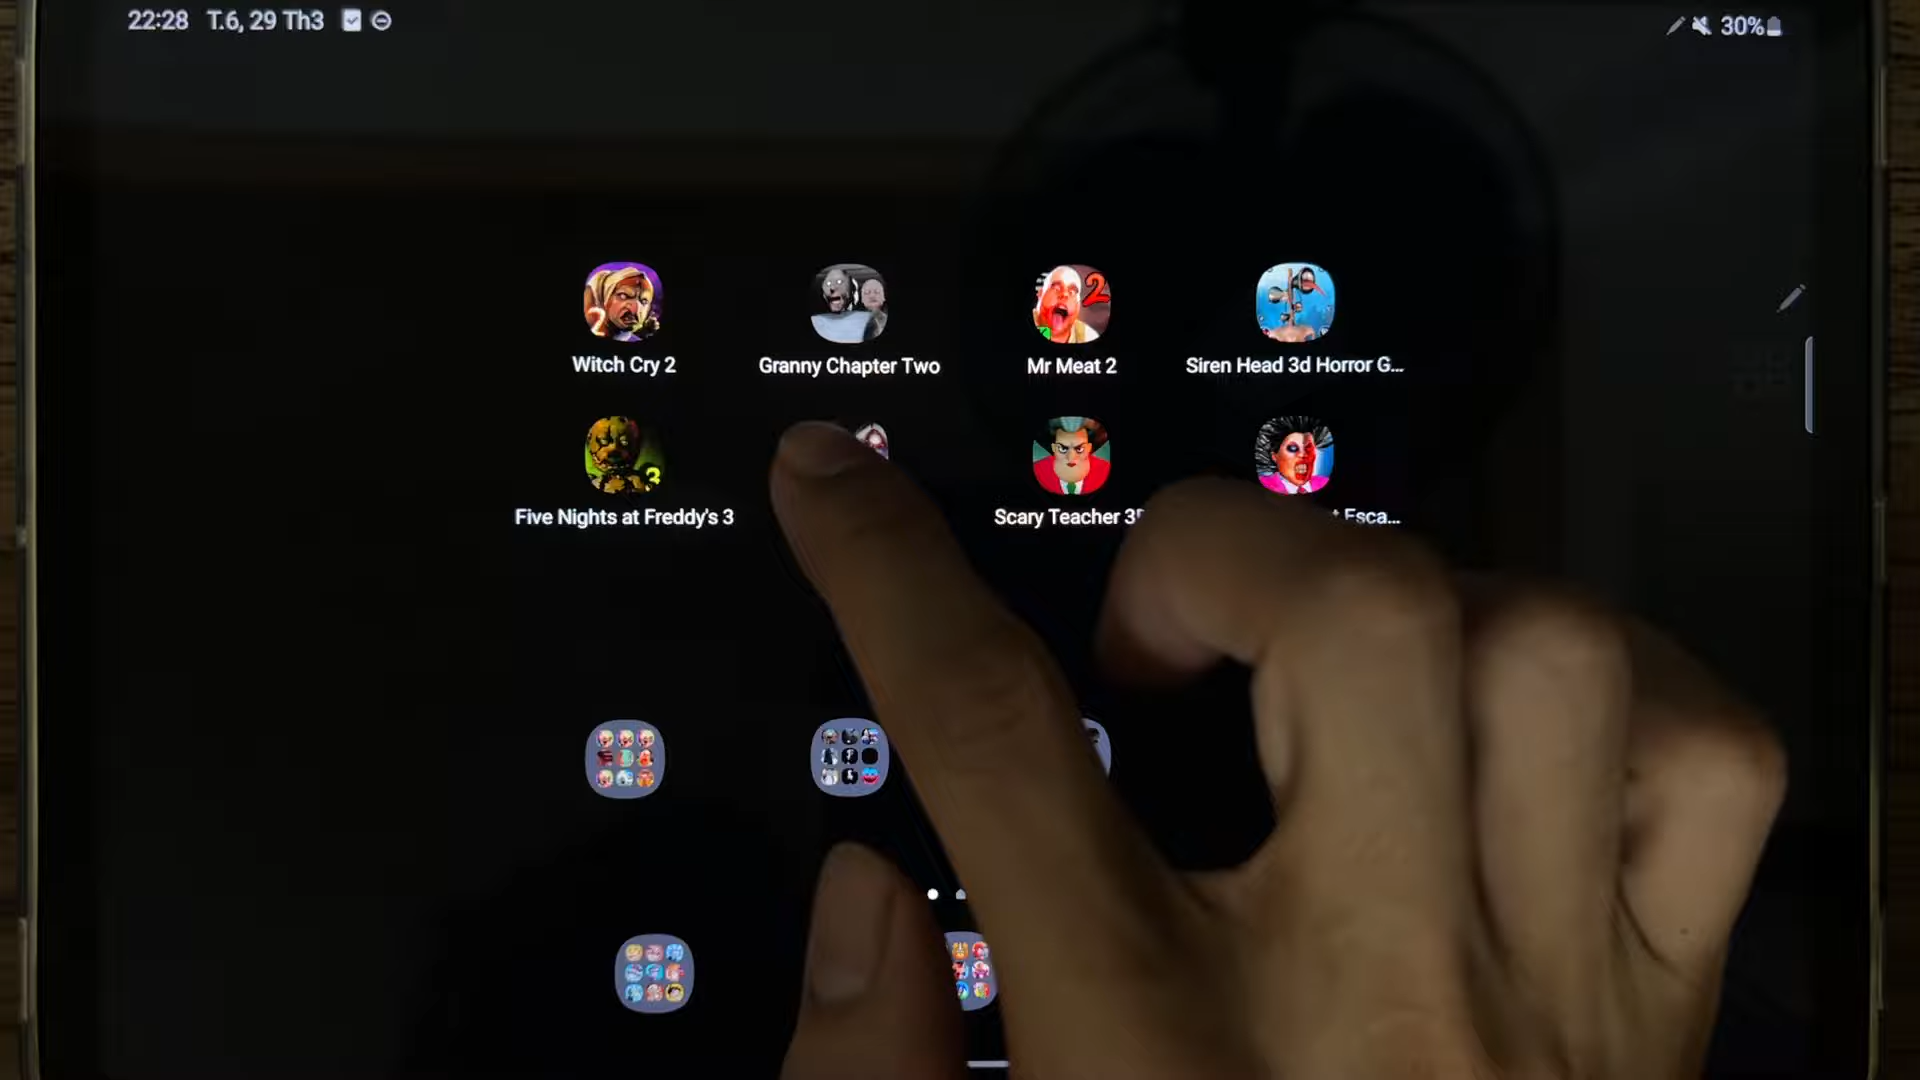 22:28 T.6, 29 Th3
30%
Witch Cry 2
Granny Chapter Two
Mr Meat 2
Siren Head 3d Horror G...
2
3
Five Nights at Freddy's 3
Scary Teacher
Esca...